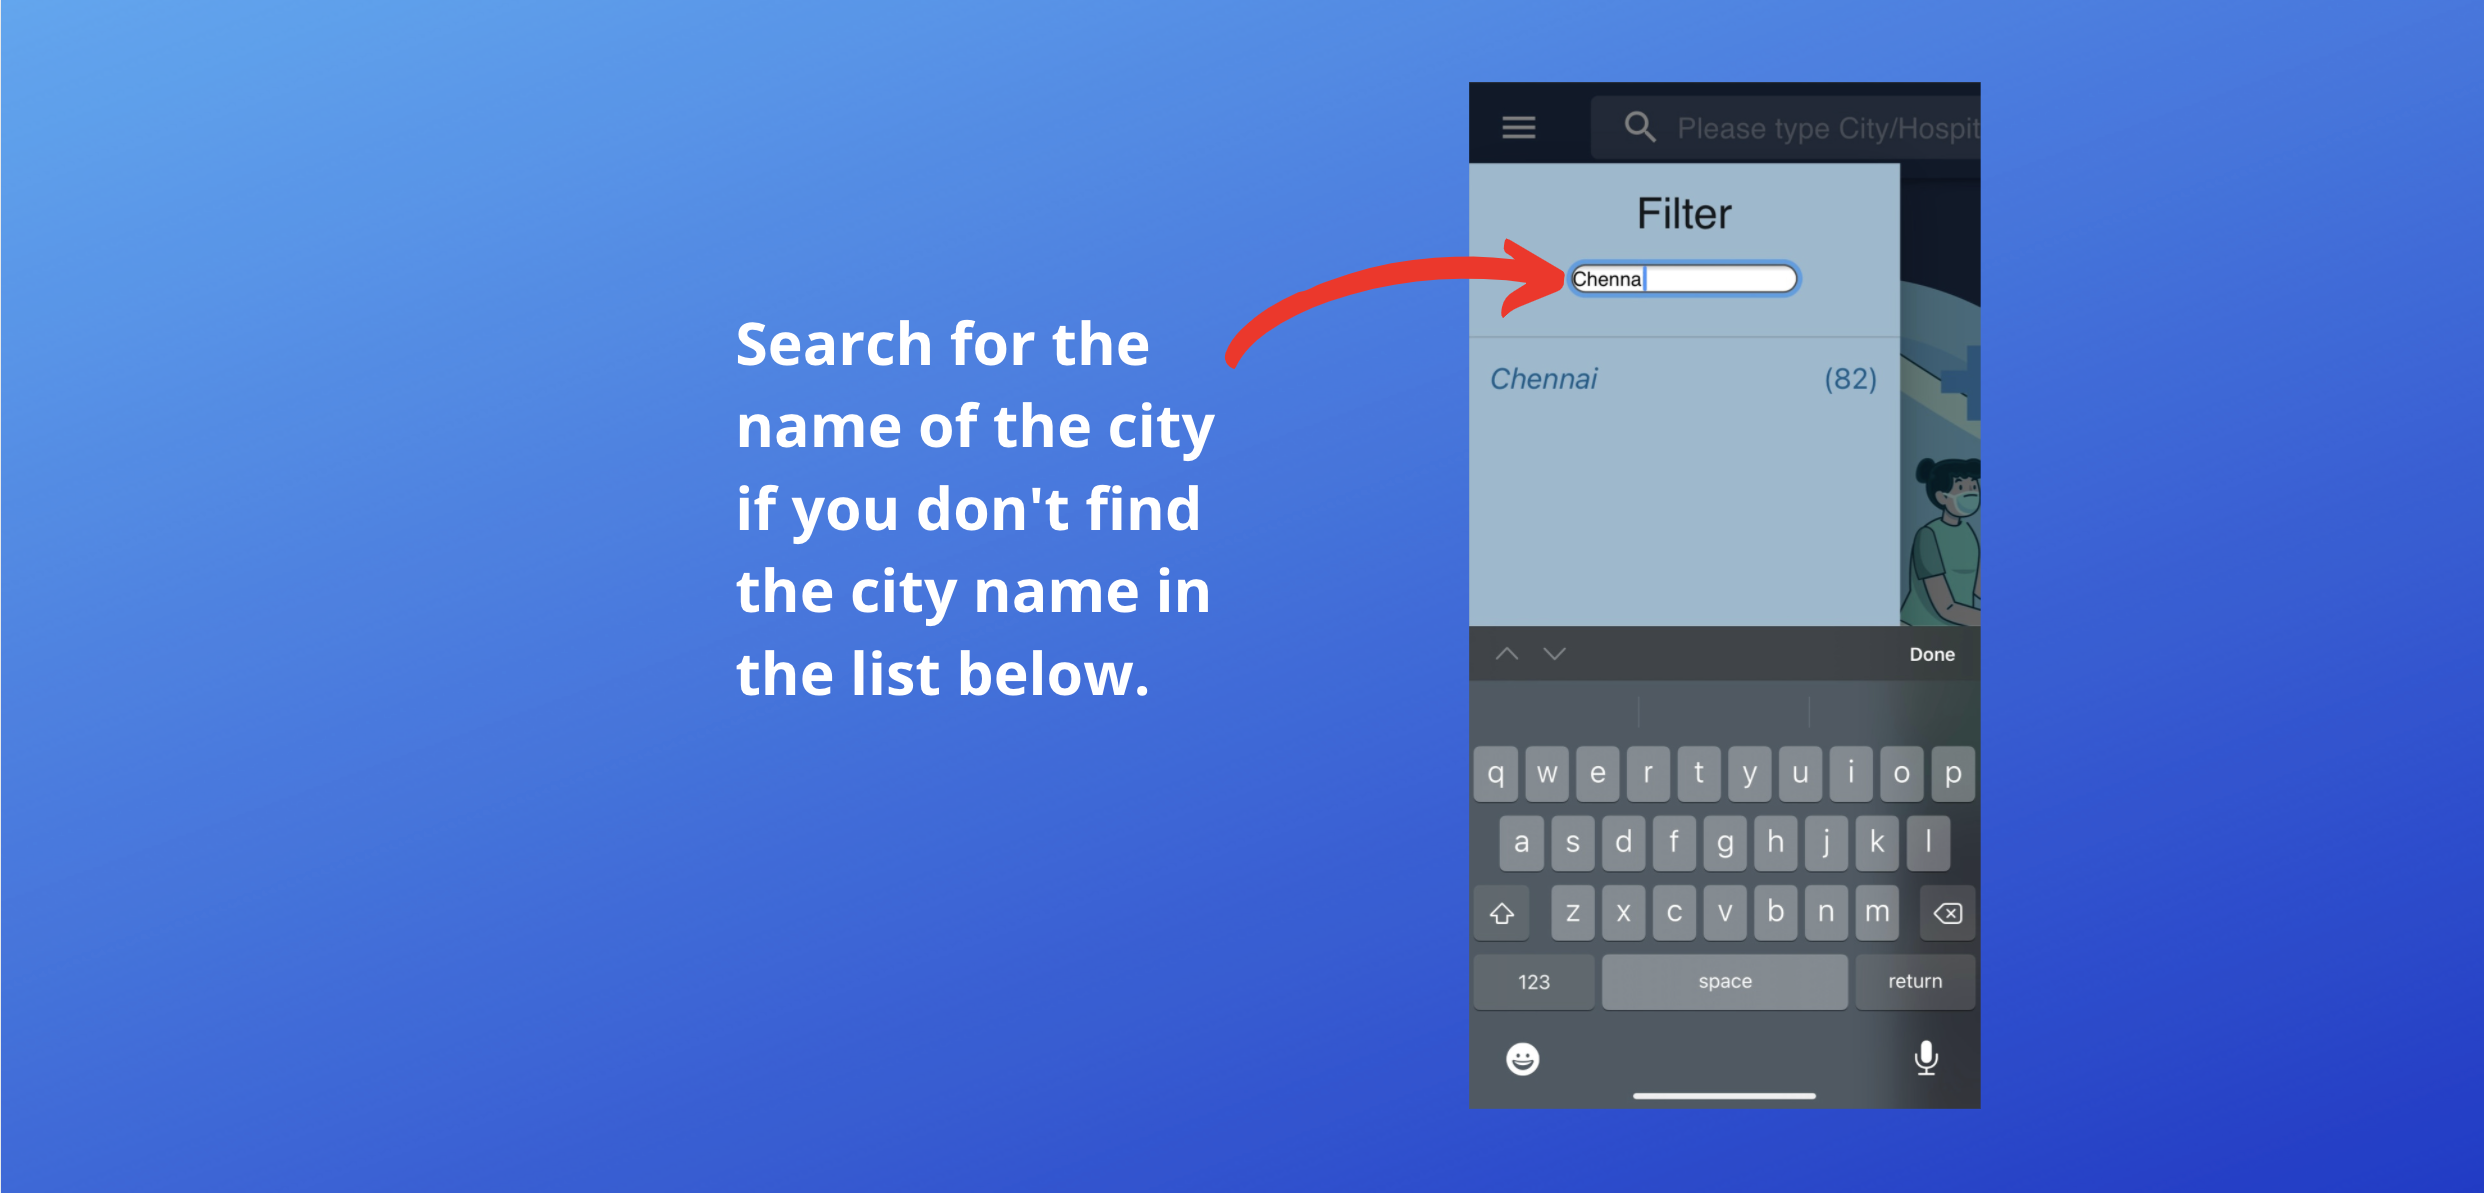 Search for the
name of the city
if you don't find
the city name in
the list below.
Please type City/Hospit
Filter
Chenna
Chennai (82)
Done
q w e r t y u i o p
a s d f g h j k l
z x c v b n m
123 space return